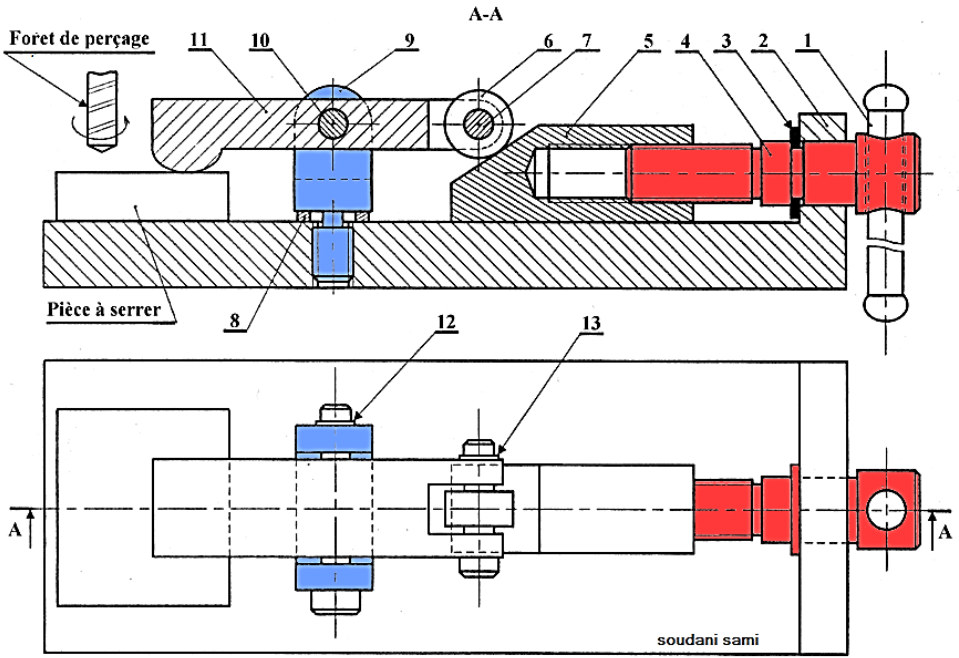 A-A
Foret de perçage
11 10 9 6 7 5 4 3 2 1
Pièce à serrer
8
12 13
A A
soudani sami